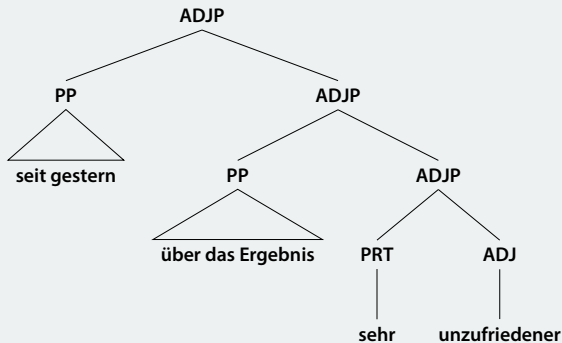 ADJP
PP ADJP
seit gestern
PP ADJP
über das Ergebnis PRT ADJ
sehr unzufriedener